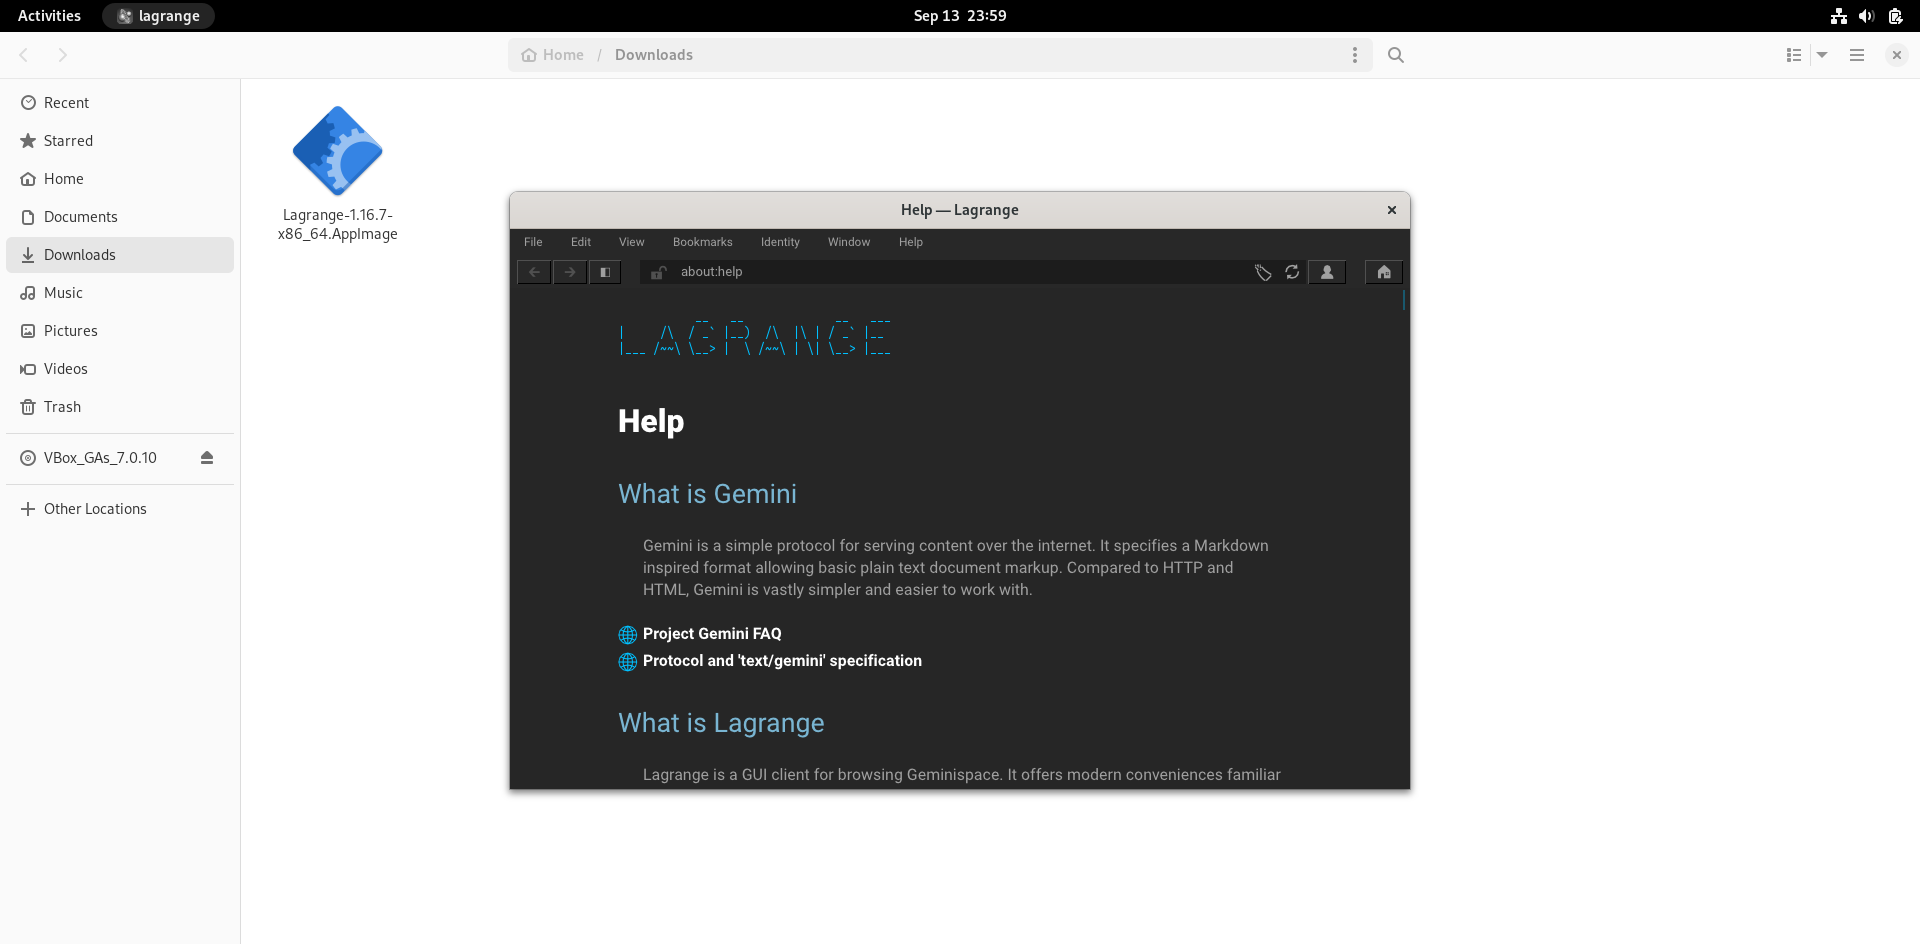 Activities
lagrange
Sep 13 23:59
Home / Downloads
Recent
Starred
Home
Documents
Downloads
Music
Pictures
Videos
Trash
VBox_GAs_7.0.10
Other Locations
Lagrange-1.16.7-
x86_64.AppImage
Help — Lagrange
File Edit View Bookmarks Identity Window Help
about:help
LAGRANGE
Help
What is Gemini
Gemini is a simple protocol for serving content over the internet. It specifies a Markdown
inspired format allowing basic plain text document markup. Compared to HTTP and
HTML, Gemini is vastly simpler and easier to work with.
Project Gemini FAQ
Protocol and 'text/gemini' specification
What is Lagrange
Lagrange is a GUI client for browsing Geminispace. It offers modern conveniences familiar